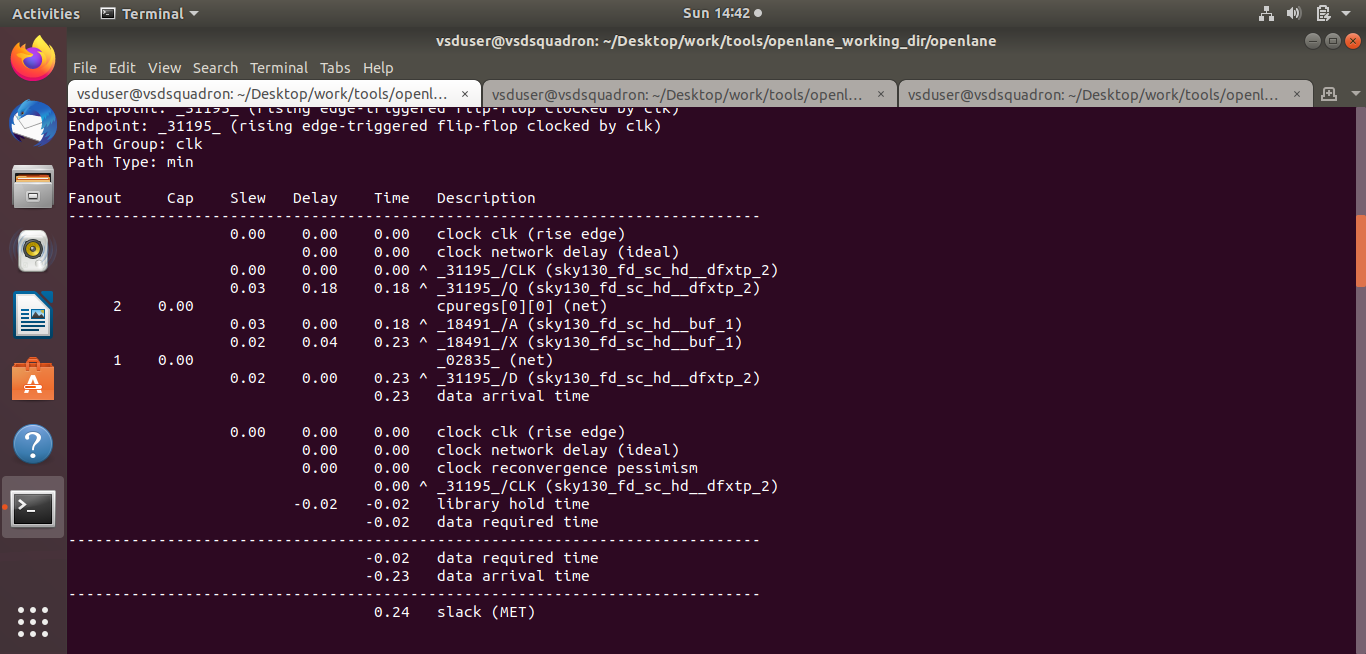 Activities Terminal Sun 14:42
vsduser@vsdsquadron: ~/Desktop/work/tools/openlane_working_dir/openlane
File Edit View Search Terminal Tabs Help
vsduser@vsdsquadron: ~/Desktop/work/tools/openl... × vsduser@vsdsquadron: ~/Desktop/work/tools/openl... × vsduser@vsdsquadron: ~/Desktop/work/tools/openl... ×
Startpoint: _31195_ (rising edge-triggered flip-flop clocked by clk)
Endpoint: _31195_ (rising edge-triggered flip-flop clocked by clk)
Path Group: clk
Path Type: min
Fanout     Cap    Slew   Delay    Time   Description
-----------------------------------------------------------------------------
                  0.00    0.00    0.00   clock clk (rise edge)
                          0.00    0.00   clock network delay (ideal)
                  0.00    0.00    0.00 ^ _31195_/CLK (sky130_fd_sc_hd__dfxtp_2)
                  0.03    0.18    0.18 ^ _31195_/Q (sky130_fd_sc_hd__dfxtp_2)
     2    0.00                           cpuregs[0][0] (net)
                  0.03    0.00    0.18 ^ _18491_/A (sky130_fd_sc_hd__buf_1)
                  0.02    0.04    0.23 ^ _18491_/X (sky130_fd_sc_hd__buf_1)
     1    0.00                           _02835_ (net)
                  0.02    0.00    0.23 ^ _31195_/D (sky130_fd_sc_hd__dfxtp_2)
                                  0.23   data arrival time
                  0.00    0.00    0.00   clock clk (rise edge)
                          0.00    0.00   clock network delay (ideal)
                          0.00    0.00   clock reconvergence pessimism
                                  0.00 ^ _31195_/CLK (sky130_fd_sc_hd__dfxtp_2)
                         -0.02   -0.02   library hold time
                                 -0.02   data required time
-----------------------------------------------------------------------------
                                 -0.02   data required time
                                 -0.23   data arrival time
-----------------------------------------------------------------------------
                                  0.24   slack (MET)